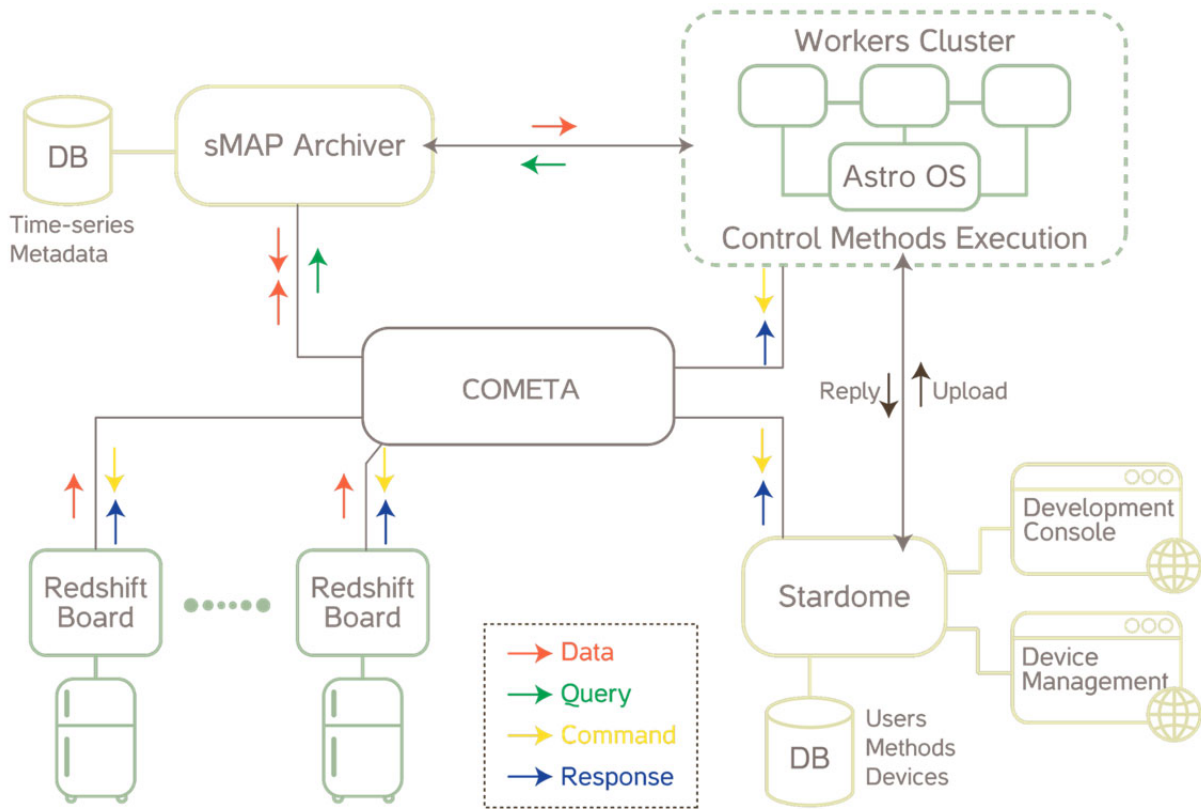 Workers Cluster
DB
sMAP Archiver
Astro OS
Time-series
Metadata
Control Methods Execution
COMETA
Reply
Upload
Development
Console
Redshift
Board
Redshift
Board
Stardome
Device
Management
Data
Query
Command
Response
DB
Users
Methods
Devices